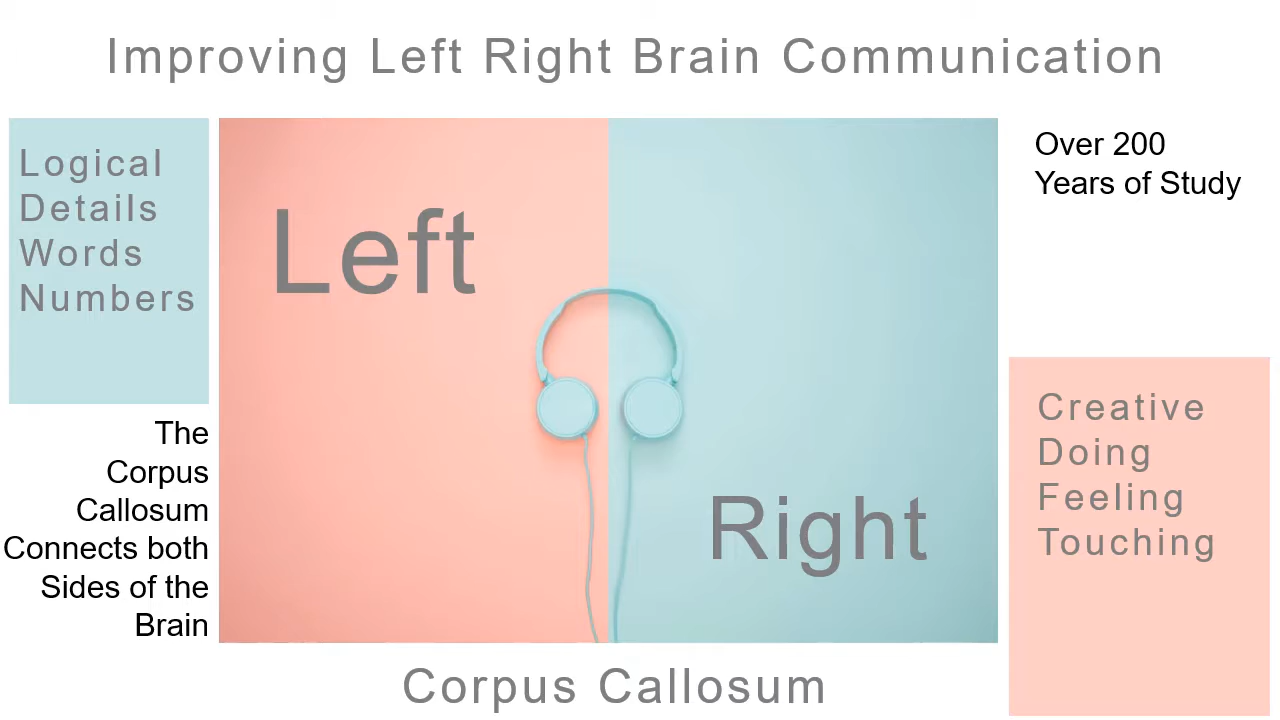 Improving Left Right Brain Communication
Logical
Details
Words
Numbers
The
Corpus
Callosum
Connects both
Sides of the
Brain
Left
Right
Corpus Callosum
Over 200
Years of Study
Creative
Doing
Feeling
Touching